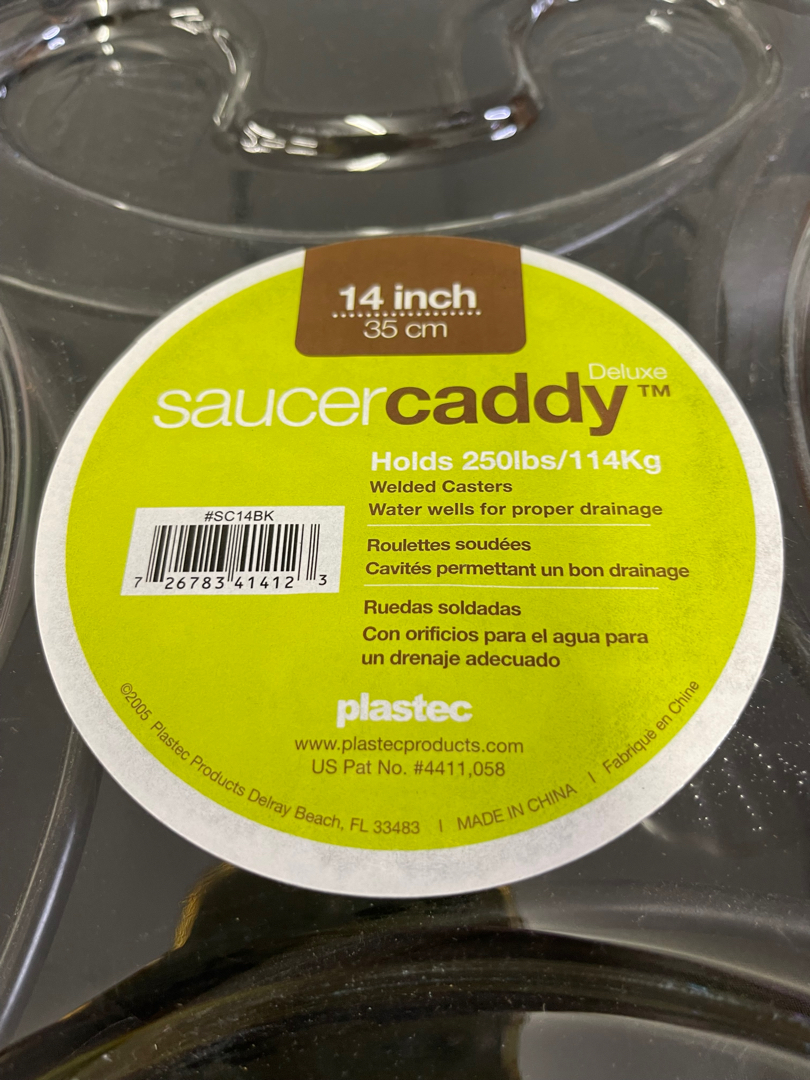 14 inch
35 cm
Deluxe
saucercaddy™
Holds 250lbs/114Kg
Welded Casters
Water wells for proper drainage
#SC14BK
7 26783 41412 3
Roulettes soudées
Cavités permettant un bon drainage
Ruedas soldadas
Con orificios para el agua para
un drenaje adecuado
plastec
www.plastecproducts.com
US Pat No. #4411,058
©2005 Plastec Products Delray Beach, FL 33483 | MADE IN CHINA | Fabriquè en Chine